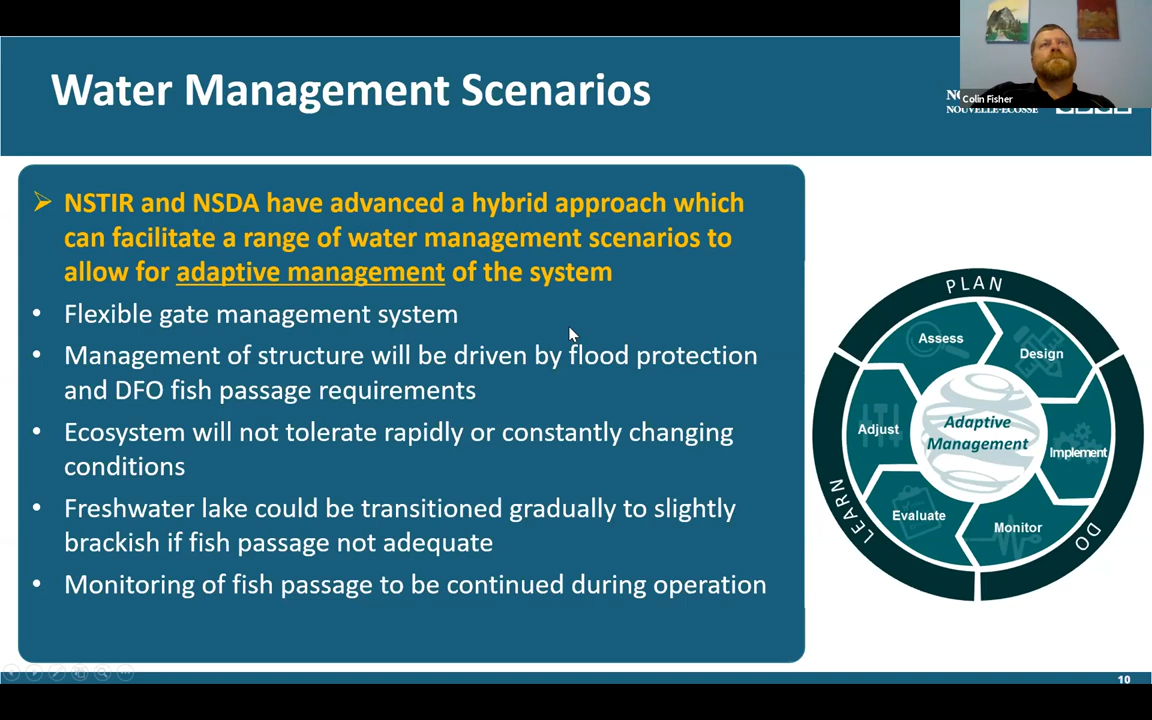 Water Management Scenarios
Colin Fisher
NOUVELLE-ÉCOSSE
➢ NSTIR and NSDA have advanced a hybrid approach which
can facilitate a range of water management scenarios to
allow for adaptive management of the system
• Flexible gate management system
• Management of structure will be driven by flood protection
and DFO fish passage requirements
• Ecosystem will not tolerate rapidly or constantly changing
conditions
• Freshwater lake could be transitioned gradually to slightly
brackish if fish passage not adequate
• Monitoring of fish passage to be continued during operation
PLAN
Assess
Design
Adjust
Adaptive
Management
Implement
Evaluate
Monitor
LEARN
DO
10